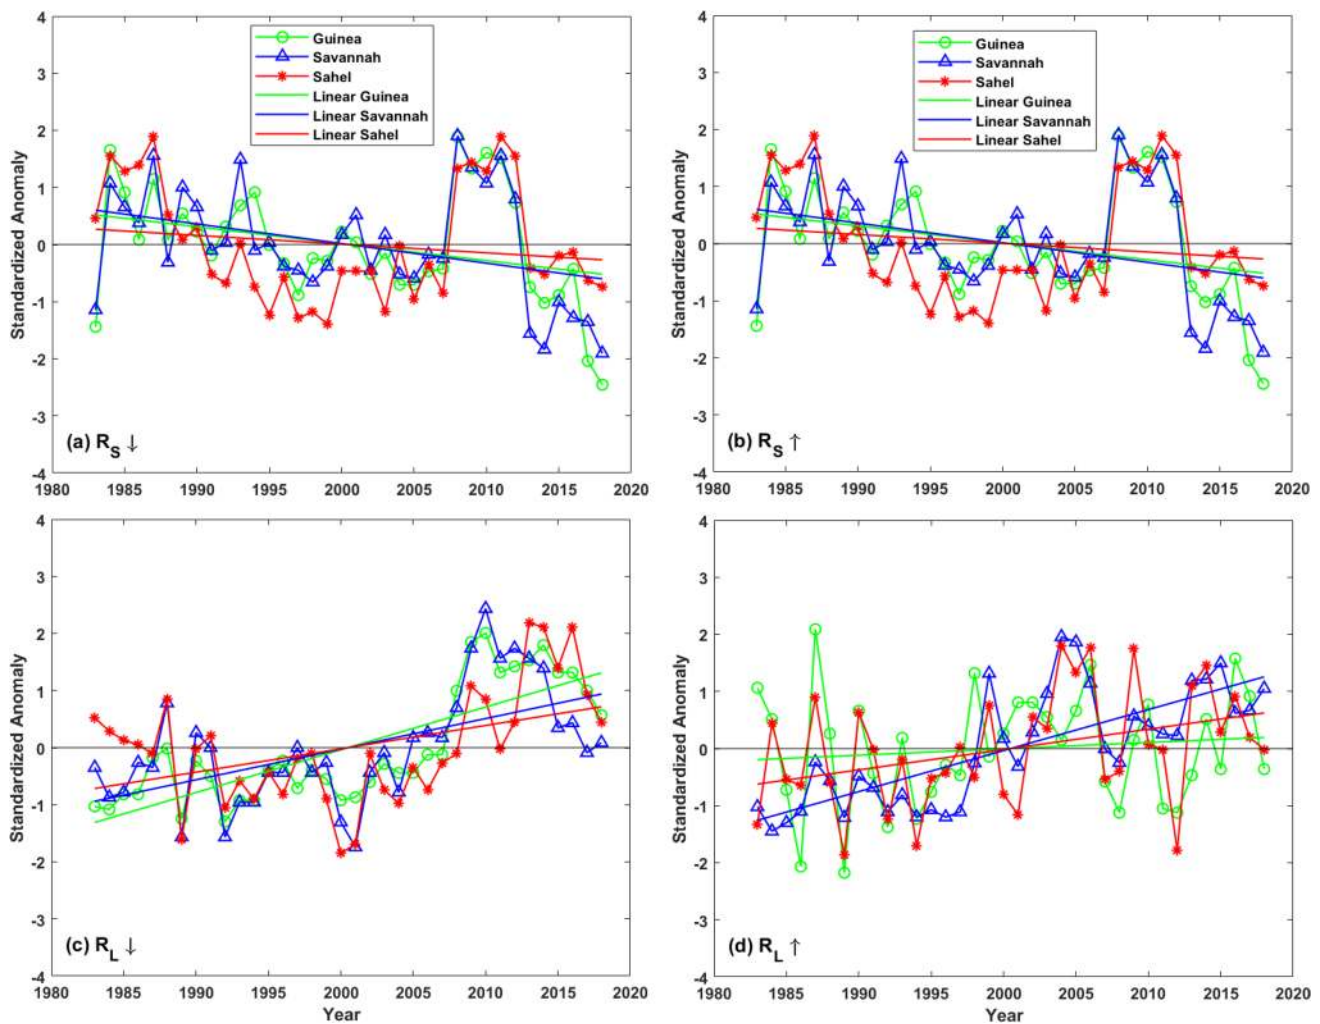 4
3
2
1
0
-1
-2
-3
-4
Standardized Anomaly
Guinea
Savannah
Sahel
Linear Guinea
Linear Savannah
Linear Sahel
(a) R_S ↓
1980 1985 1990 1995 2000 2005 2010 2015 2020
4
3
2
1
0
-1
-2
-3
-4
Standardized Anomaly
Guinea
Savannah
Sahel
Linear Guinea
Linear Savannah
Linear Sahel
(b) R_S ↑
1980 1985 1990 1995 2000 2005 2010 2015 2020
4
3
2
1
0
-1
-2
-3
-4
Standardized Anomaly
(c) R_L ↓
1980 1985 1990 1995 2000 2005 2010 2015 2020
Year
4
3
2
1
0
-1
-2
-3
-4
Standardized Anomaly
(d) R_L ↑
1980 1985 1990 1995 2000 2005 2010 2015 2020
Year